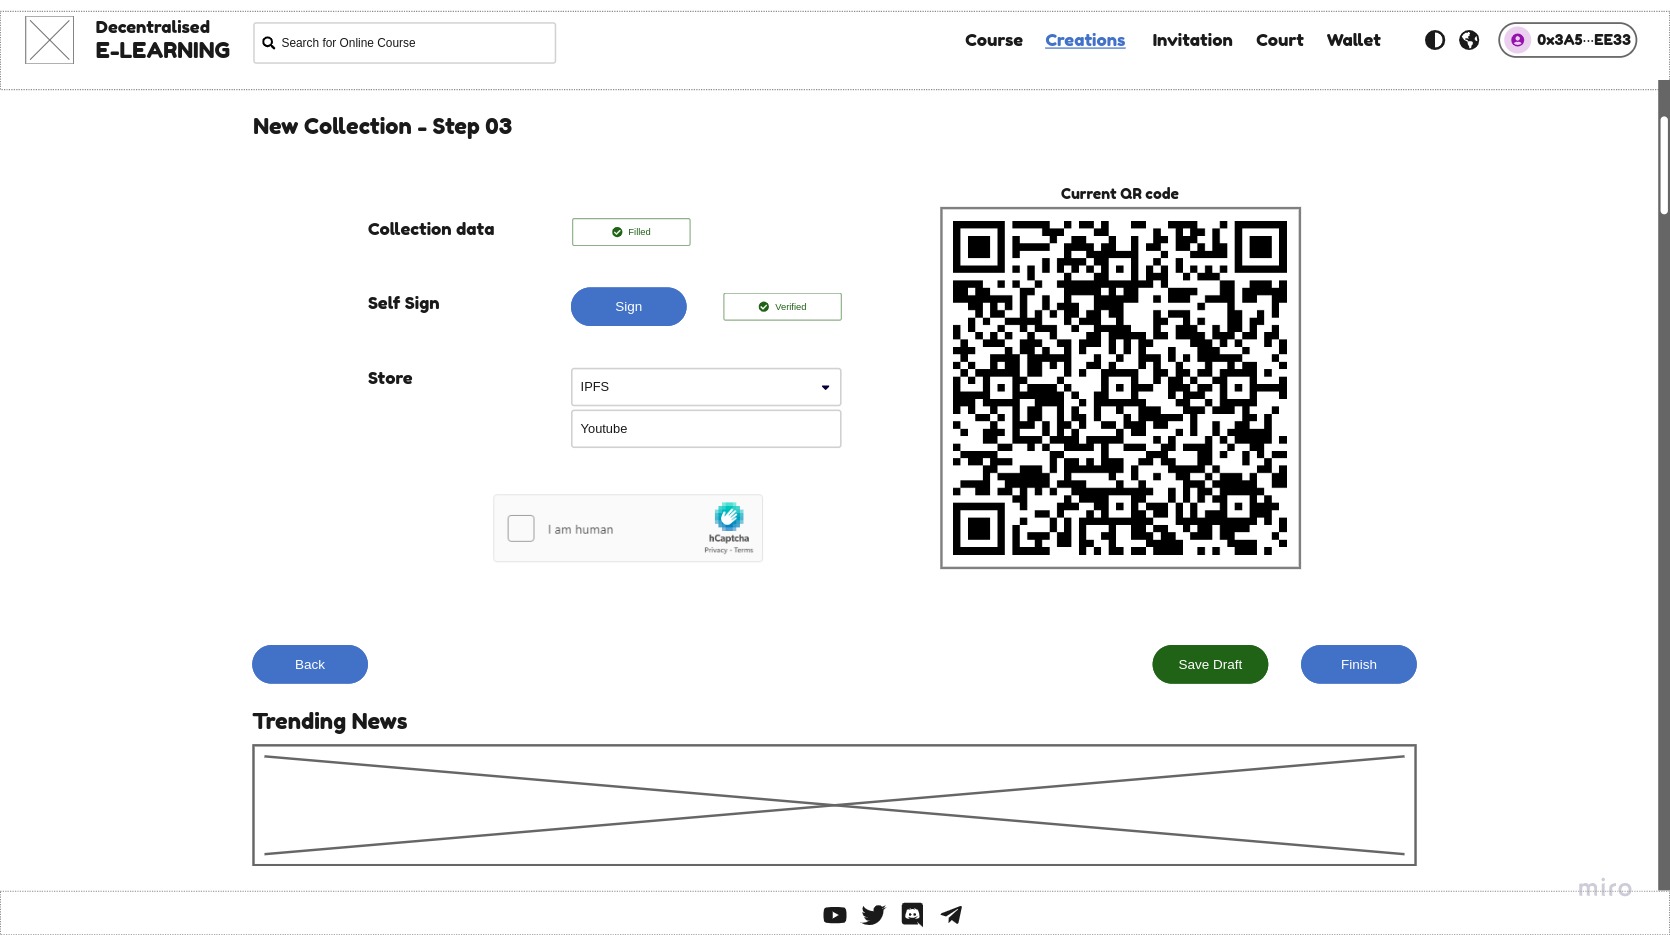 Decentralised
E-LEARNING
Search for Online Course
Course Creations Invitation Court Wallet
0x3A5···EE33
New Collection - Step 03
Current QR code
Collection data
Filled
Self Sign
Sign
Verified
Store
IPFS
Youtube
I am human
hCaptcha
Privacy - Terms
Back
Save Draft
Finish
Trending News
miro